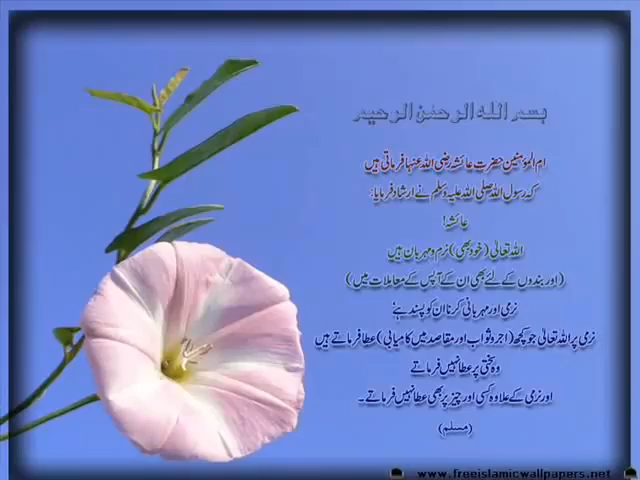 بسم الله الرحمن الرحيم
ام المؤمنین حضرت عائشہ رضی اللہ عنہا فرماتی ہیں
کہ رسول اللہ صلی اللہ علیہ وسلم نے ارشاد فرمایا:
عائشہ!
اللہ تعالیٰ (خود بھی) نرم و مہربان ہیں
(اور بندوں کے لئے بھی ان کے آپس کے معاملات میں)
نرمی اور مہربانی کرنا ان کو پسند ہے
نرمی پر اللہ تعالیٰ جو کچھ (اجر و ثواب اور مقاصد میں کامیابی) عطا فرماتے ہیں
وہ سختی پر عطا نہیں فرماتے
اور نرمی کے علاوہ کسی اور چیز پر بھی عطا نہیں فرماتے۔
(مسلم)
www.freeislamicwallpapers.net